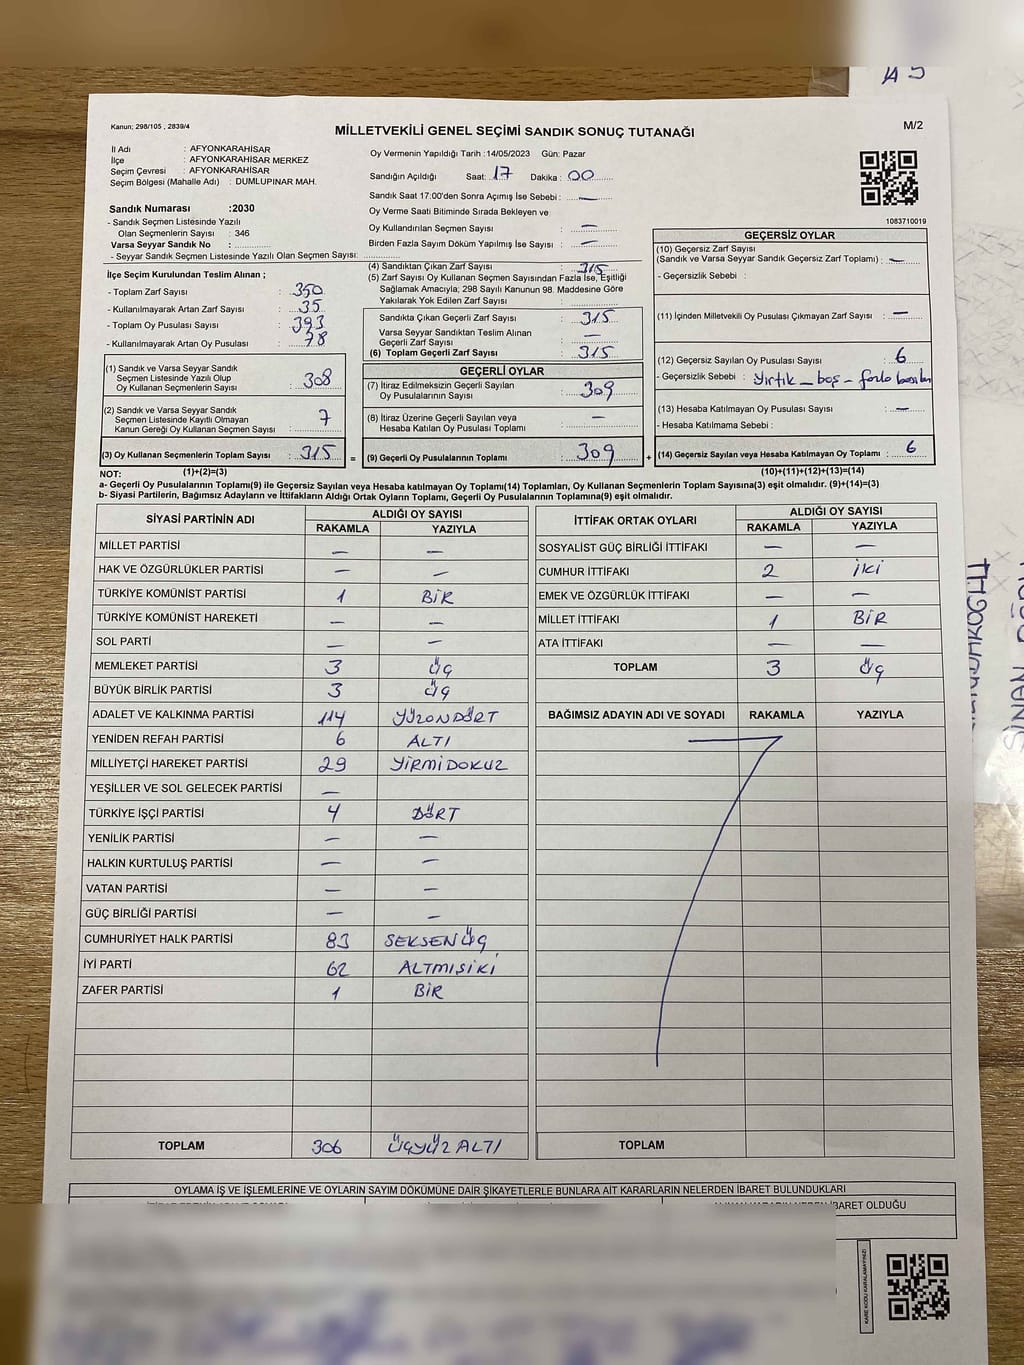 A 5
Kanun; 298/105 , 2839/4
MİLLETVEKİLİ GENEL SEÇİMİ SANDIK SONUÇ TUTANAĞI
M/2
İl Adı : AFYONKARAHİSAR
İlçe : AFYONKARAHİSAR MERKEZ
Seçim Çevresi : AFYONKARAHİSAR
Seçim Bölgesi (Mahalle Adı) : DUMLUPINAR MAH.
Sandık Numarası :2030
- Sandık Seçmen Listesinde Yazılı
Olan Seçmenlerin Sayısı : 346
Varsa Seyyar Sandık No :
- Seyyar Sandık Seçmen Listesinde Yazılı Olan Seçmen Sayısı:
Oy Vermenin Yapıldığı Tarih :14/05/2023 Gün: Pazar
Sandığın Açıldığı Saat: 17 Dakika : 00
Sandık Saat 17:00'den Sonra Açımış İse Sebebi : —
Oy Verme Saati Bitiminde Sırada Bekleyen ve
Oy Kullandırılan Seçmen Sayısı : —
Birden Fazla Sayım Döküm Yapılmış İse Sayısı : —
1083710019
İlçe Seçim Kurulundan Teslim Alınan ;
- Toplam Zarf Sayısı : 350
- Kullanılmayarak Artan Zarf Sayısı : 35
- Toplam Oy Pusulası Sayısı : 393
- Kullanılmayarak Artan Oy Pusulası : 78
(1) Sandık ve Varsa Seyyar Sandık
Seçmen Listesinde Yazılı Olup
Oy Kullanan Seçmenlerin Sayısı : 308
(2) Sandık ve Varsa Seyyar Sandık
Seçmen Listesinde Kayıtlı Olmayan
Kanun Gereği Oy Kullanan Seçmen Sayısı : 7
(3) Oy Kullanan Seçmenlerin Toplam Sayısı : 315 =
(4) Sandıktan Çıkan Zarf Sayısı : 315
(5) Zarf Sayısı Oy Kullanan Seçmen Sayısından Fazla İse, Eşitliği
Sağlamak Amacıyla; 298 Sayılı Kanunun 98. Maddesine Göre
Yakılarak Yok Edilen Zarf Sayısı :
Sandıkta Çıkan Geçerli Zarf Sayısı : 315
Varsa Seyyar Sandıktan Teslim Alınan
Geçerli Zarf Sayısı : —
(6) Toplam Geçerli Zarf Sayısı : 315
GEÇERLİ OYLAR
(7) İtiraz Edilmeksizin Geçerli Sayılan
Oy Pusulalarının Sayısı : 309
(8) İtiraz Üzerine Geçerli Sayılan veya
Hesaba Katılan Oy Pusulası Toplamı : —
(9) Geçerli Oy Pusulalarının Toplamı : 309 +
GEÇERSİZ OYLAR
(10) Geçersiz Zarf Sayısı
(Sandık ve Varsa Seyyar Sandık Geçersiz Zarf Toplamı) : —
- Geçersizlik Sebebi :
(11) İçinden Milletvekili Oy Pusulası Çıkmayan Zarf Sayısı : —
(12) Geçersiz Sayılan Oy Pusulası Sayısı : 6
- Geçersizlik Sebebi : Yırtık — boş — fazla
(13) Hesaba Katılmayan Oy Pusulası Sayısı : —
- Hesaba Katılmama Sebebi :
(14) Geçersiz Sayılan veya Hesaba Katılmayan Oy Toplamı : 6
NOT: (1)+(2)=(3)
(10)+(11)+(12)+(13)=(14)
a- Geçerli Oy Pusulalarının Toplamı(9) ile Geçersiz Sayılan veya Hesaba katılmayan Oy Toplamı(14) Toplamları, Oy Kullanan Seçmenlerin Toplam Sayısına(3) eşit olmalıdır. (9)+(14)=(3)
b- Siyasi Partilerin, Bağımsız Adayların ve İttifakların Aldığı Ortak Oyların Toplamı, Geçerli Oy Pusulalarının Toplamına(9) eşit olmalıdır.
SİYASİ PARTİNİN ADI ALDIĞI OY SAYISI
RAKAMLA YAZIYLA
MİLLET PARTİSİ — —
HAK VE ÖZGÜRLÜKLER PARTİSİ — —
TÜRKİYE KOMÜNİST PARTİSİ 1 BİR
TÜRKİYE KOMÜNİST HAREKETİ — —
SOL PARTİ — —
MEMLEKET PARTİSİ 3 ÜÇ
BÜYÜK BİRLİK PARTİSİ 3 ÜÇ
ADALET VE KALKINMA PARTİSİ 114 YÜZONDÖRT
YENİDEN REFAH PARTİSİ 6 ALTI
MİLLİYETÇİ HAREKET PARTİSİ 29 YİRMİDOKUZ
YEŞİLLER VE SOL GELECEK PARTİSİ —
TÜRKİYE İŞÇİ PARTİSİ 4 DÖRT
YENİLİK PARTİSİ — —
HALKIN KURTULUŞ PARTİSİ — —
VATAN PARTİSİ — —
GÜÇ BİRLİĞİ PARTİSİ — —
CUMHURİYET HALK PARTİSİ 83 SEKSENÜÇ
İYİ PARTİ 62 ALTMIŞİKİ
ZAFER PARTİSİ 1 BİR
TOPLAM 306 ÜÇYÜZ ALTI
İTTİFAK ORTAK OYLARI ALDIĞI OY SAYISI
RAKAMLA YAZIYLA
SOSYALİST GÜÇ BİRLİĞİ İTTİFAKI — —
CUMHUR İTTİFAKI 2 İKİ
EMEK VE ÖZGÜRLÜK İTTİFAKI — —
MİLLET İTTİFAKI 1 BİR
ATA İTTİFAKI — —
TOPLAM 3 ÜÇ
BAĞIMSIZ ADAYIN ADI VE SOYADI RAKAMLA YAZIYLA
TOPLAM
OYLAMA İŞ VE İŞLEMLERİNE VE OYLARIN SAYIM DÖKÜMÜNE DAİR ŞİKAYETLERLE BUNLARA AİT KARARLARIN NELERDEN İBARET BULUNDUKLARI
İBARET OLDUĞU
KARE KODU KARALAMAYINIZ!